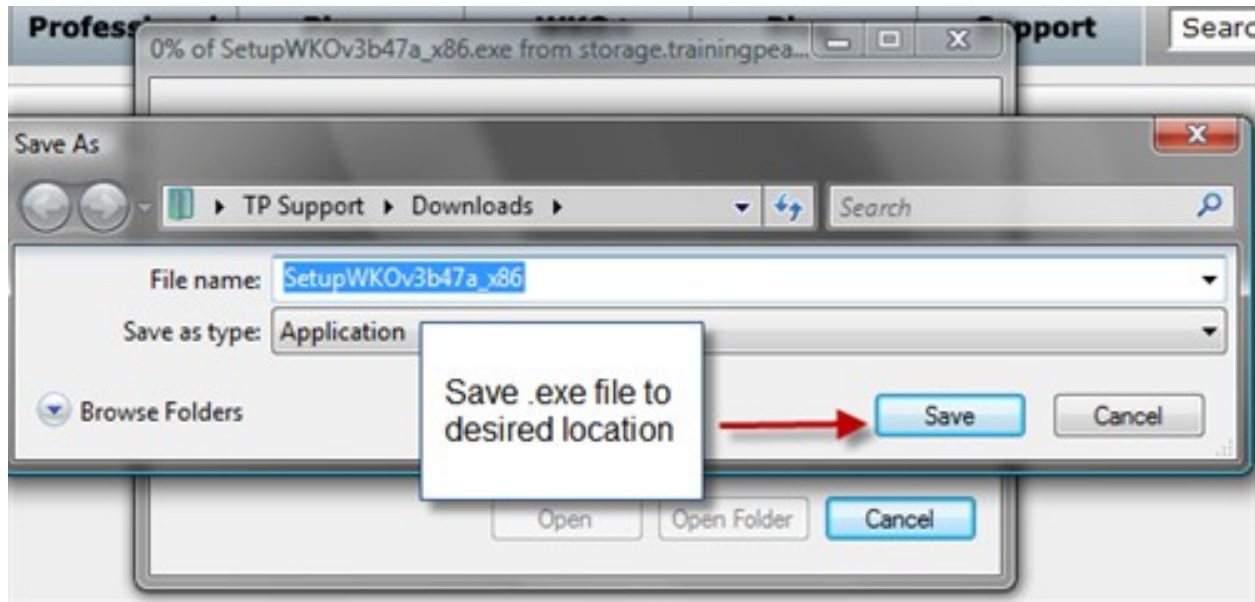 Support Searc
0% of SetupWKOv3b47a_x86.exe from storage.trainingpea...
Save As
TP Support Downloads
Search
File name: SetupWKOv3b47a_x86
Save as type: Application
Browse Folders
Save .exe file to
desired location
Save Cancel
Open Open Folder Cancel